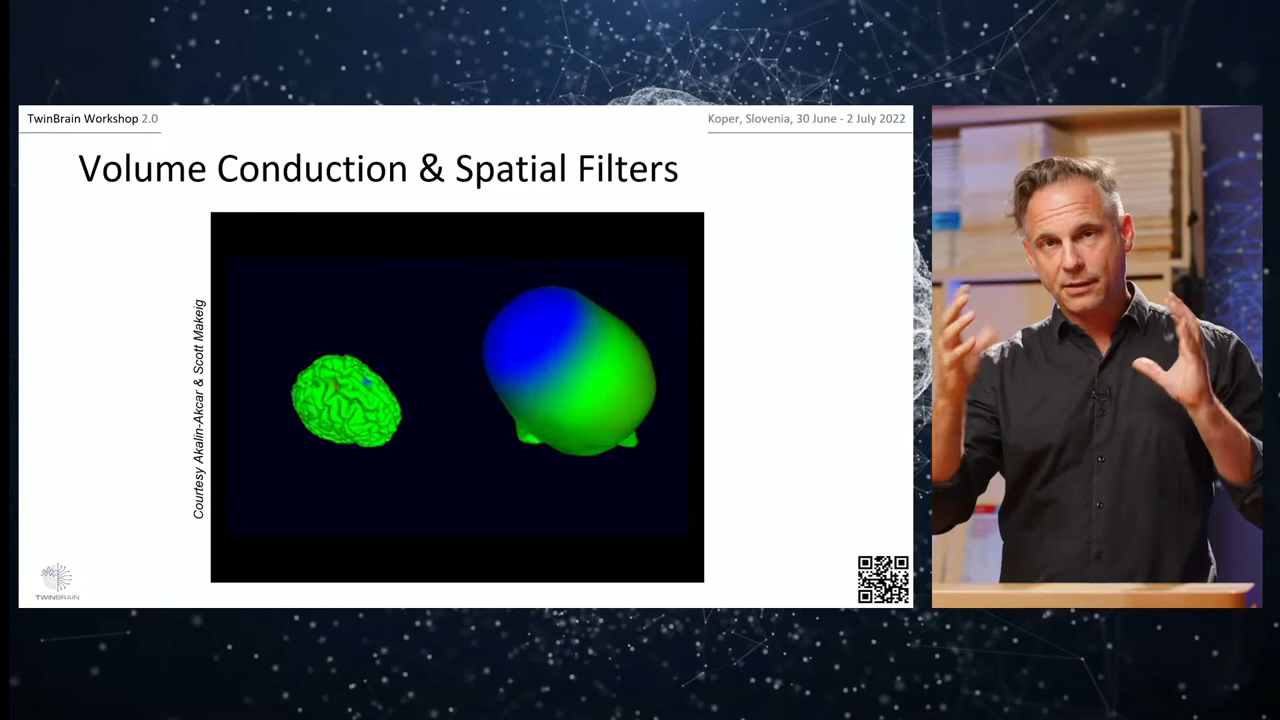 TwinBrain Workshop 2.0
Koper, Slovenia, 30 June - 2 July 2022
Volume Conduction & Spatial Filters
Courtesy Akalin-Akcar & Scott Makeig
TWINBRAIN